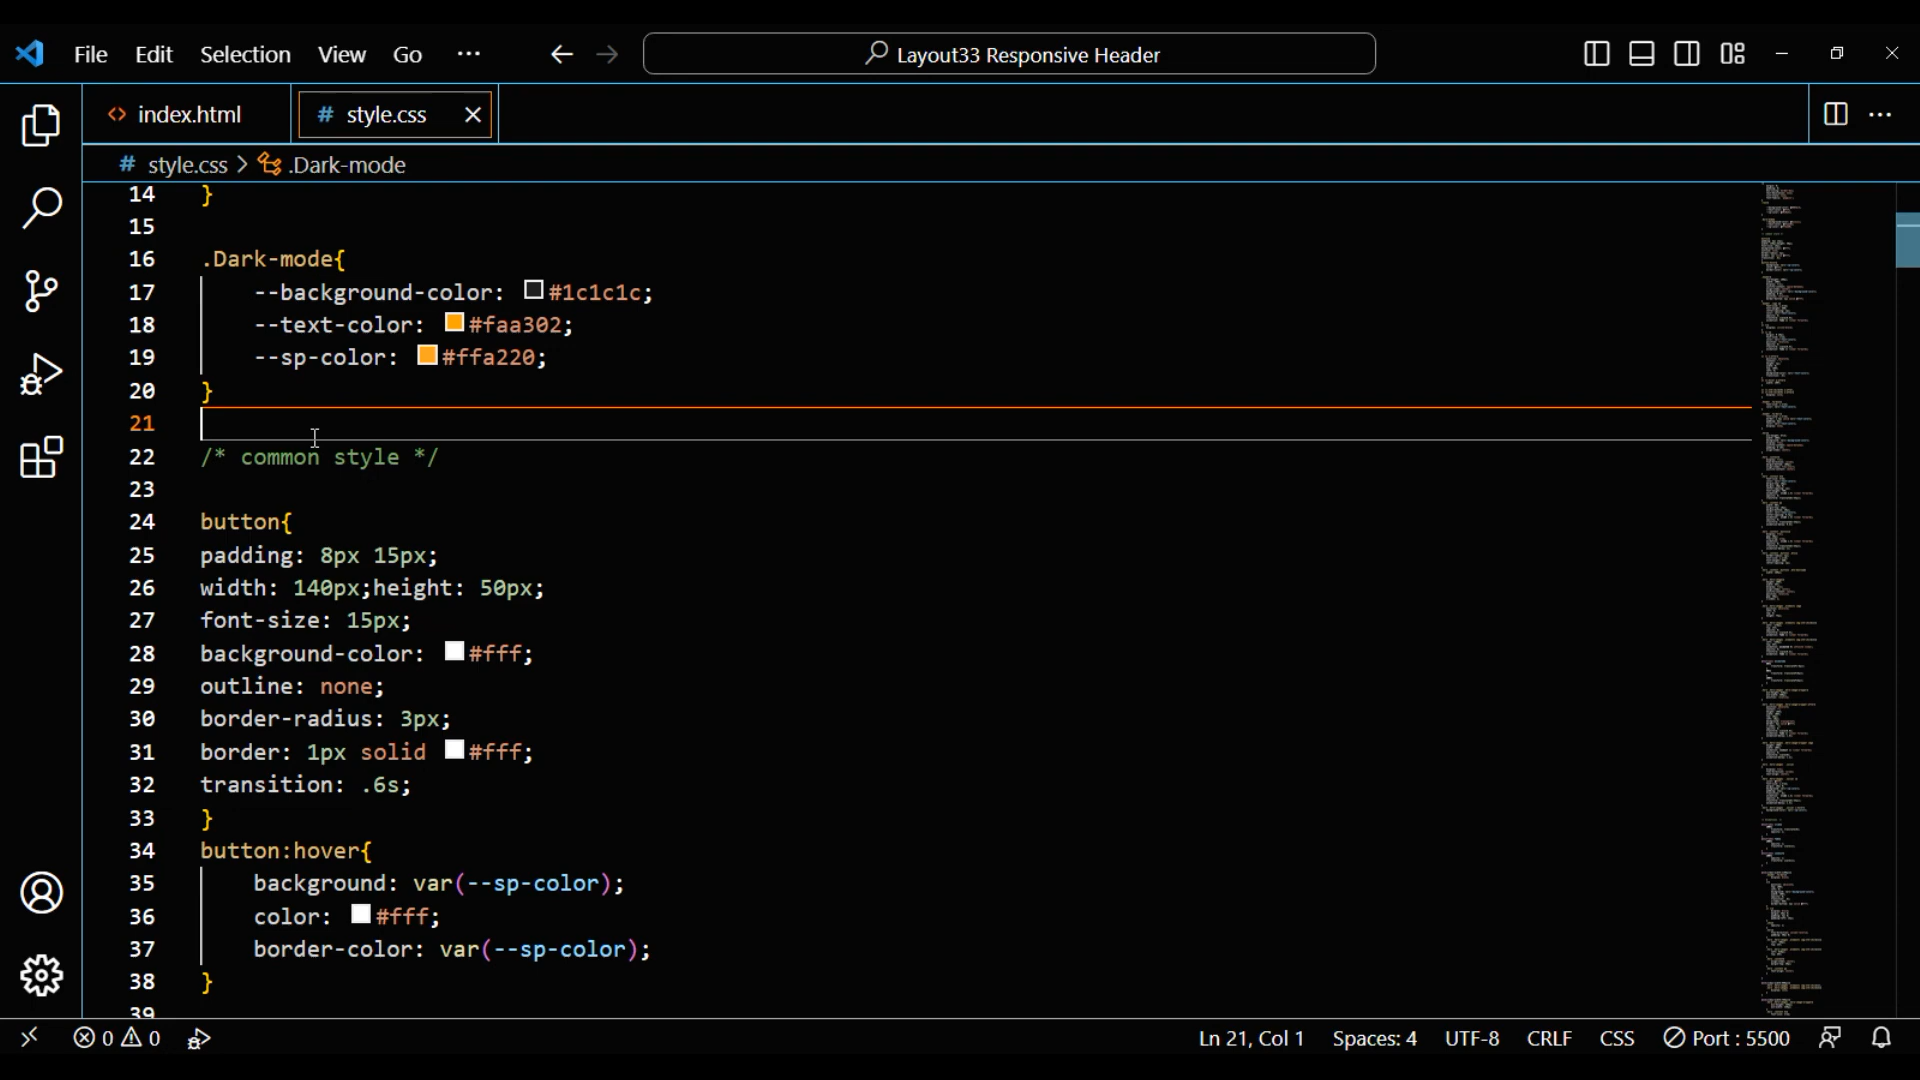 File Edit Selection View Go ··· Layout33 Responsive Header
index.html # style.css
# style.css > .Dark-mode
14 }
15
16 .Dark-mode{
17 --background-color: #1c1c1c;
18 --text-color: #faa302;
19 --sp-color: #ffa220;
20 }
21
22 /* common style */
23
24 button{
25 padding: 8px 15px;
26 width: 140px;height: 50px;
27 font-size: 15px;
28 background-color: #fff;
29 outline: none;
30 border-radius: 3px;
31 border: 1px solid #fff;
32 transition: .6s;
33 }
34 button:hover{
35 background: var(--sp-color);
36 color: #fff;
37 border-color: var(--sp-color);
38 }
39
0 0 Ln 21, Col 1 Spaces: 4 UTF-8 CRLF CSS Port : 5500